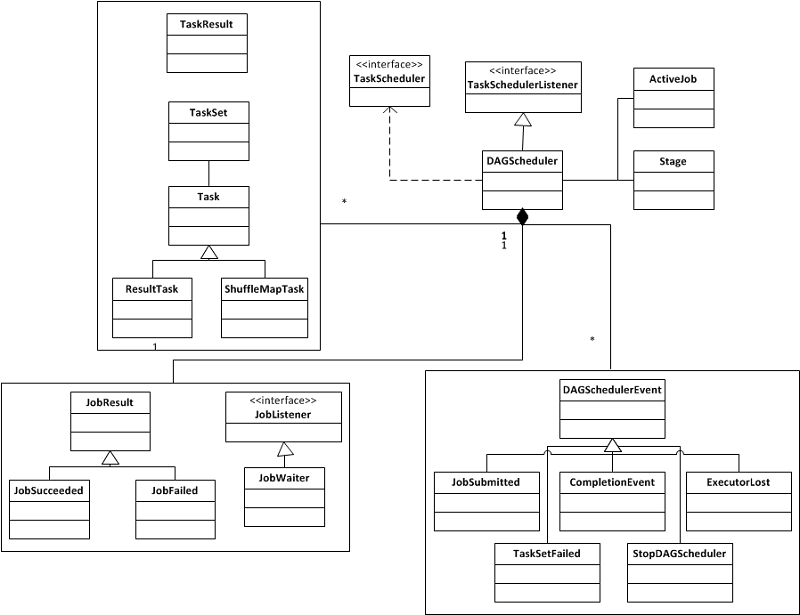 TaskResult
<<interface>>
TaskScheduler
<<interface>>
TaskSchedulerListener
ActiveJob
TaskSet
DAGScheduler
Stage
Task
*
1
1
ResultTask
ShuffleMapTask
1
*
JobResult
<<interface>>
JobListener
DAGSchedulerEvent
JobSucceeded
JobFailed
JobWaiter
JobSubmitted
CompletionEvent
ExecutorLost
TaskSetFailed
StopDAGScheduler